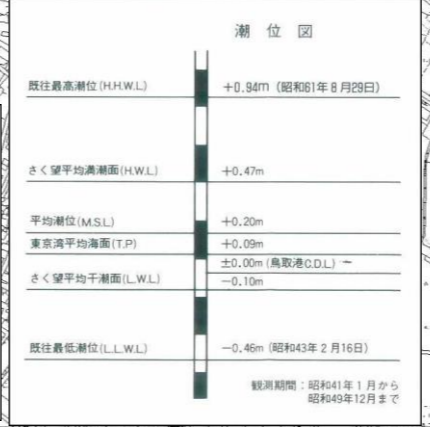 潮位図
既往最高潮位(H.H.W.L) +0.94m (昭和61年8月29日)
さく望平均満潮面(H.W.L) +0.47m
平均潮位(M.S.L) +0.20m
東京湾平均海面(T.P) +0.09m
±0.00m (鳥取港C.D.L) ~
さく望平均干潮面(L.W.L) -0.10m
既往最低潮位(L.L.W.L) -0.46m (昭和43年2月16日)
観測期間:昭和41年1月から
昭和49年12月まで